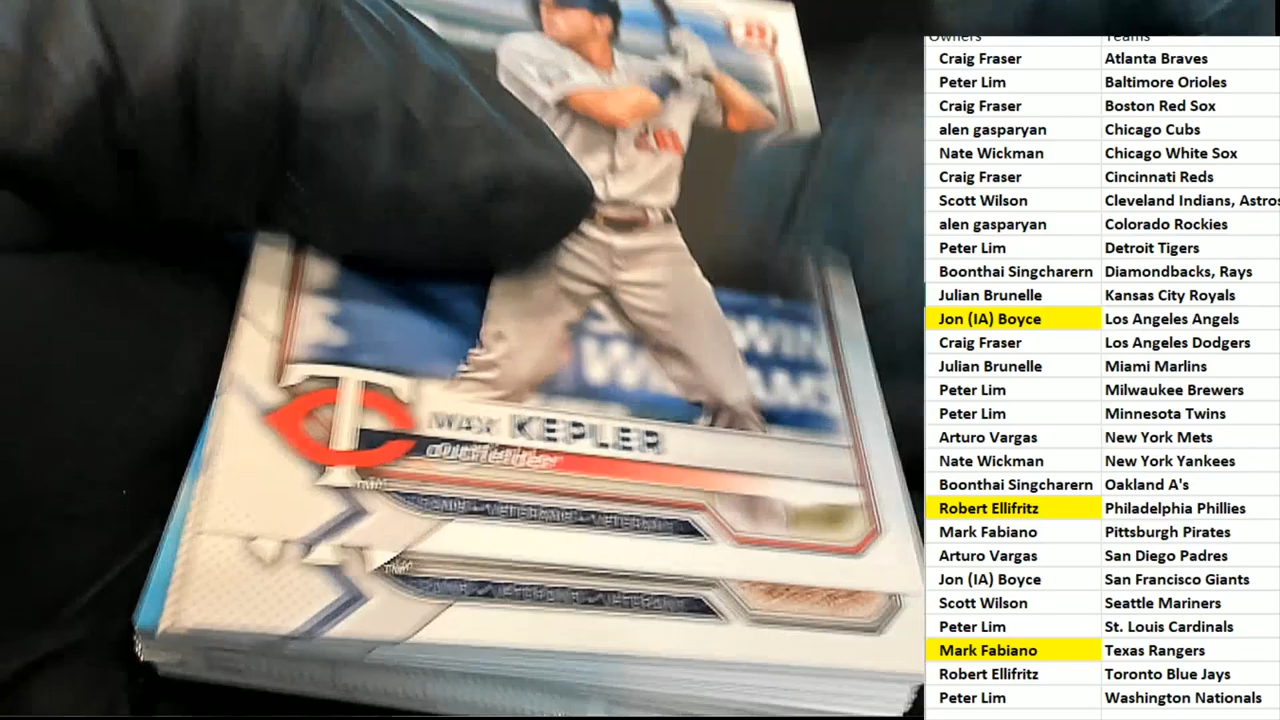 MAX KEPLER
outfielder
Owners Teams
Craig Fraser Atlanta Braves
Peter Lim Baltimore Orioles
Craig Fraser Boston Red Sox
alen gasparyan Chicago Cubs
Nate Wickman Chicago White Sox
Craig Fraser Cincinnati Reds
Scott Wilson Cleveland Indians, Astros
alen gasparyan Colorado Rockies
Peter Lim Detroit Tigers
Boonthai Singcharern Diamondbacks, Rays
Julian Brunelle Kansas City Royals
Jon (IA) Boyce Los Angeles Angels
Craig Fraser Los Angeles Dodgers
Julian Brunelle Miami Marlins
Peter Lim Milwaukee Brewers
Peter Lim Minnesota Twins
Arturo Vargas New York Mets
Nate Wickman New York Yankees
Boonthai Singcharern Oakland A's
Robert Ellifritz Philadelphia Phillies
Mark Fabiano Pittsburgh Pirates
Arturo Vargas San Diego Padres
Jon (IA) Boyce San Francisco Giants
Scott Wilson Seattle Mariners
Peter Lim St. Louis Cardinals
Mark Fabiano Texas Rangers
Robert Ellifritz Toronto Blue Jays
Peter Lim Washington Nationals